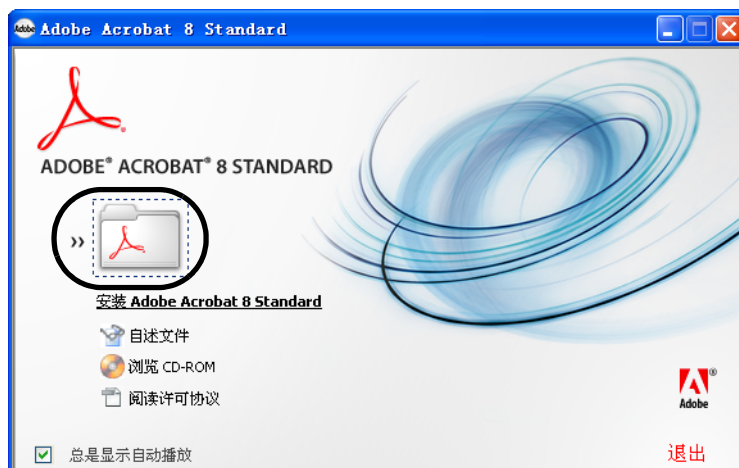 Adobe Adobe Acrobat 8 Standard
ADOBE® ACROBAT® 8 STANDARD
››
安装 Adobe Acrobat 8 Standard
自述文件
浏览 CD-ROM
阅读许可协议
Adobe®
总是显示自动播放
退出